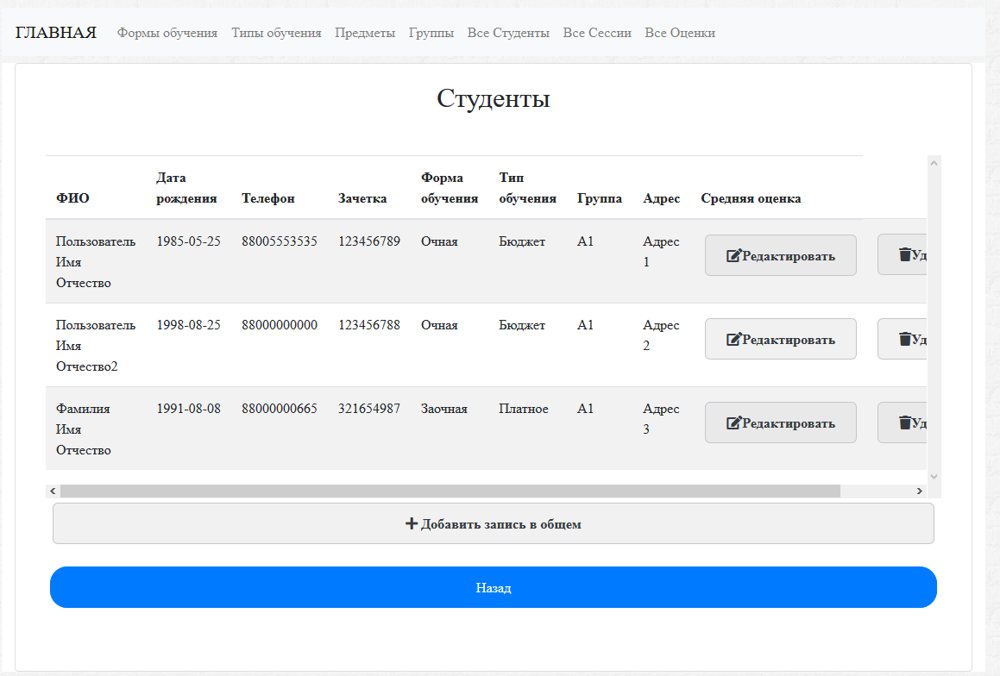 ГЛАВНАЯ Формы обучения Типы обучения Предметы Группы Все Студенты Все Сессии Все Оценки
Студенты
ФИО Дата рождения Телефон Зачетка Форма обучения Тип обучения Группа Адрес Средняя оценка
Пользователь 1985-05-25 88005553535 123456789 Очная Бюджет А1 Адрес Редактировать Уд
Имя 1
Отчество
Пользователь 1998-08-25 88000000000 123456788 Очная Бюджет А1 Адрес Редактировать Уд
Имя 2
Отчество2
Фамилия 1991-08-08 88000000665 321654987 Заочная Платное А1 Адрес Редактировать Уд
Имя 3
Отчество
Добавить запись в общем
Назад